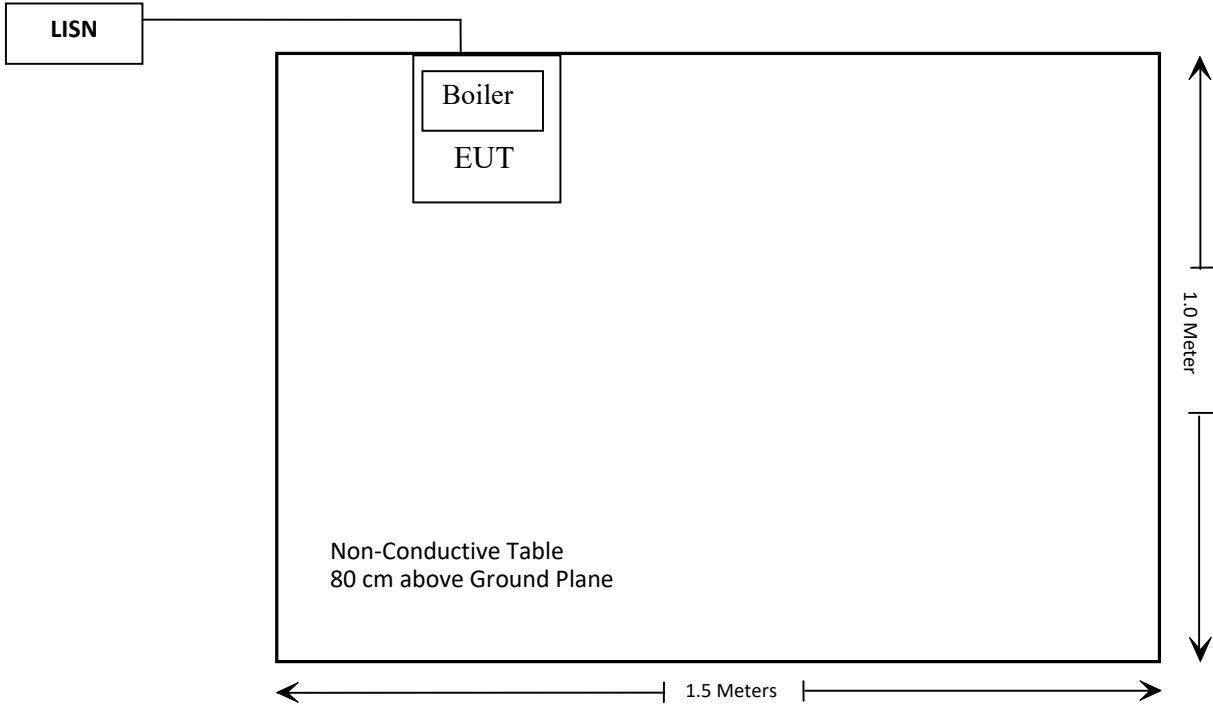 LISN
Boiler
EUT
1.0 Meter
Non-Conductive Table
80 cm above Ground Plane
1.5 Meters